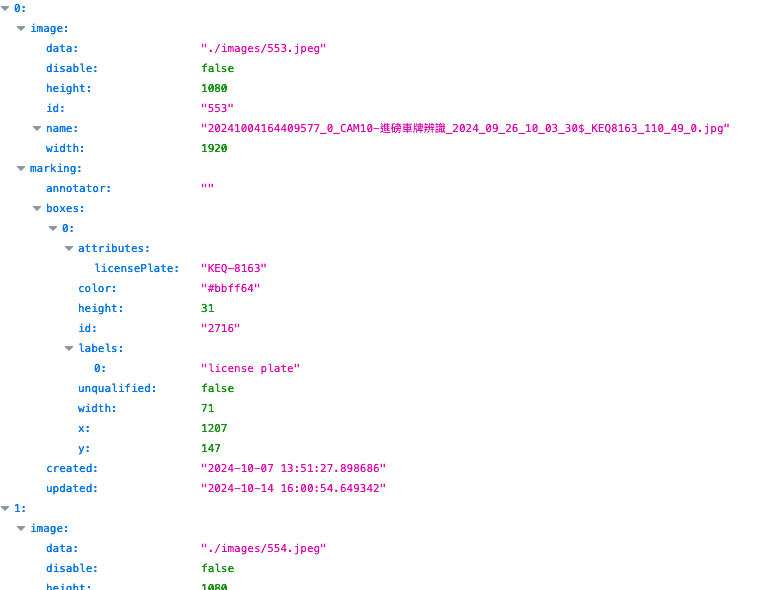 0:
image:
data: "./images/553.jpeg"
disable: false
height: 1080
id: "553"
name: "20241004164409577_0_CAM10-進磅車牌辨識_2024_09_26_10_03_30$_KEQ8163_110_49_0.jpg"
width: 1920
marking:
annotator: ""
boxes:
0:
attributes:
licensePlate: "KEQ-8163"
color: "#bbff64"
height: 31
id: "2716"
labels:
0: "license plate"
unqualified: false
width: 71
x: 1207
y: 147
created: "2024-10-07 13:51:27.898686"
updated: "2024-10-14 16:00:54.649342"
1:
image:
data: "./images/554.jpeg"
disable: false
height: 1080